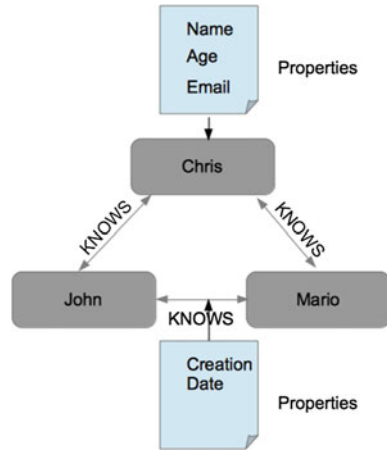 Name
Age
Email
Properties
Chris
KNOWS
KNOWS
John
Mario
KNOWS
Creation
Date
Properties